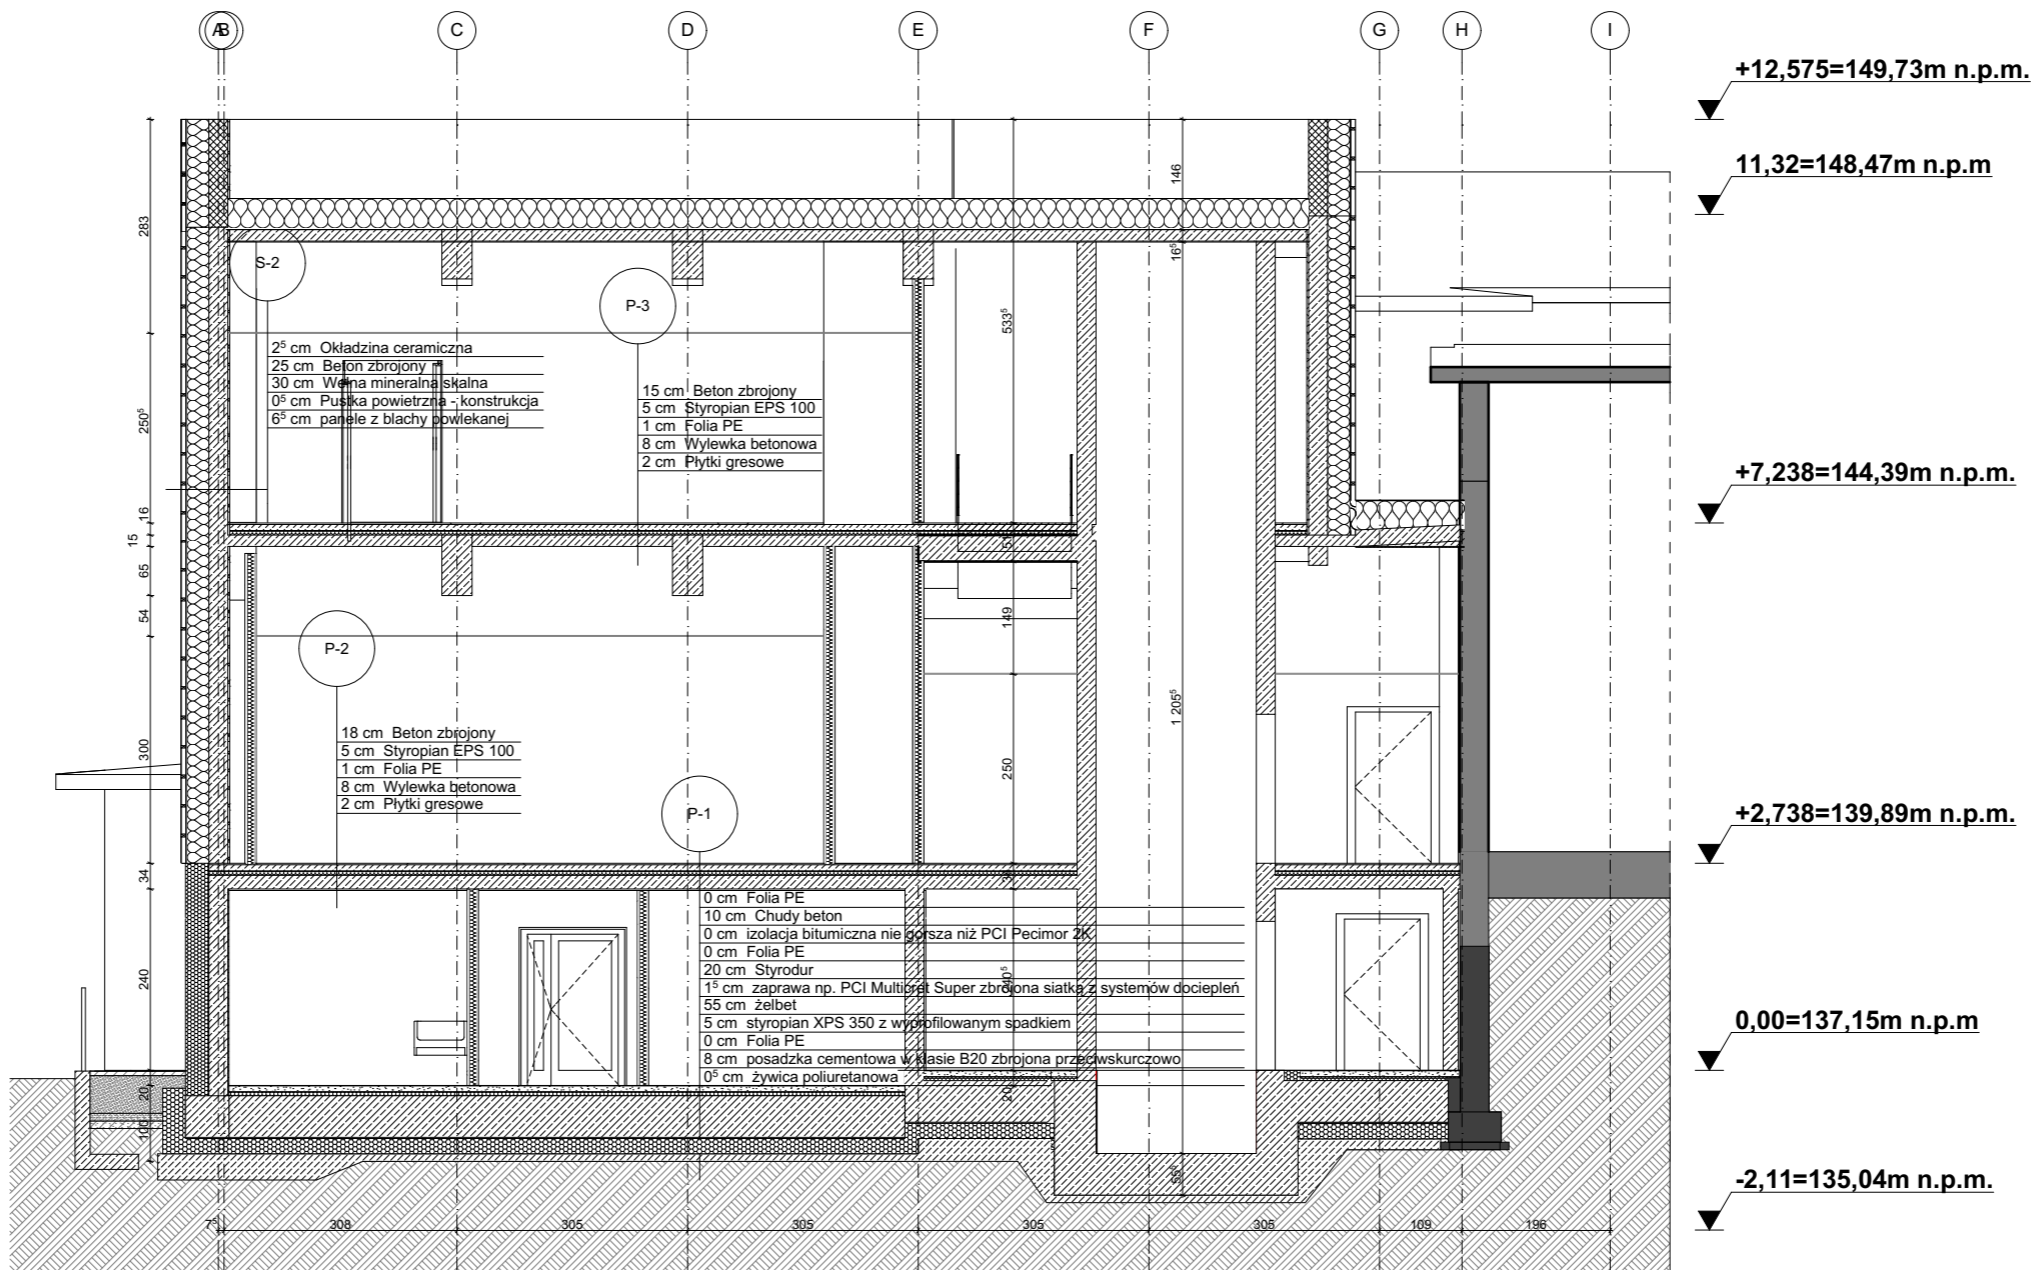 A B C D E F G H I
+12,575=149,73m n.p.m.
11,32=148,47m n.p.m
+7,238=144,39m n.p.m.
+2,738=139,89m n.p.m.
0,00=137,15m n.p.m
-2,11=135,04m n.p.m.
S-2
2⁵ cm Okładzina ceramiczna
25 cm Beton zbrojony
30 cm Wełna mineralna skalna
0⁵ cm Pustka powietrzna - konstrukcja
6⁵ cm panele z blachy powlekanej
P-3
15 cm Beton zbrojony
5 cm Styropian EPS 100
1 cm Folia PE
8 cm Wylewka betonowa
2 cm Płytki gresowe
P-2
18 cm Beton zbrojony
5 cm Styropian EPS 100
1 cm Folia PE
8 cm Wylewka betonowa
2 cm Płytki gresowe
P-1
0 cm Folia PE
10 cm Chudy beton
0 cm izolacja bitumiczna nie gorsza niż PCI Pecimor 2K
0 cm Folia PE
20 cm Styrodur
1⁵ cm zaprawa np. PCI Multicret Super zbrojona siatką z systemów dociepleń
55 cm żelbet
5 cm styropian XPS 350 z wyprofilowanym spadkiem
0 cm Folia PE
8 cm posadzka cementowa w klasie B20 zbrojona przeciwskurczowo
0⁵ cm żywica poliuretanowa
283
250⁵
16
15
65
54
300
34
240
20
100
533⁵
51
149
250
20
146
16⁵
1 205⁵
55⁵
7⁵ 308 305 305 305 305 109 196